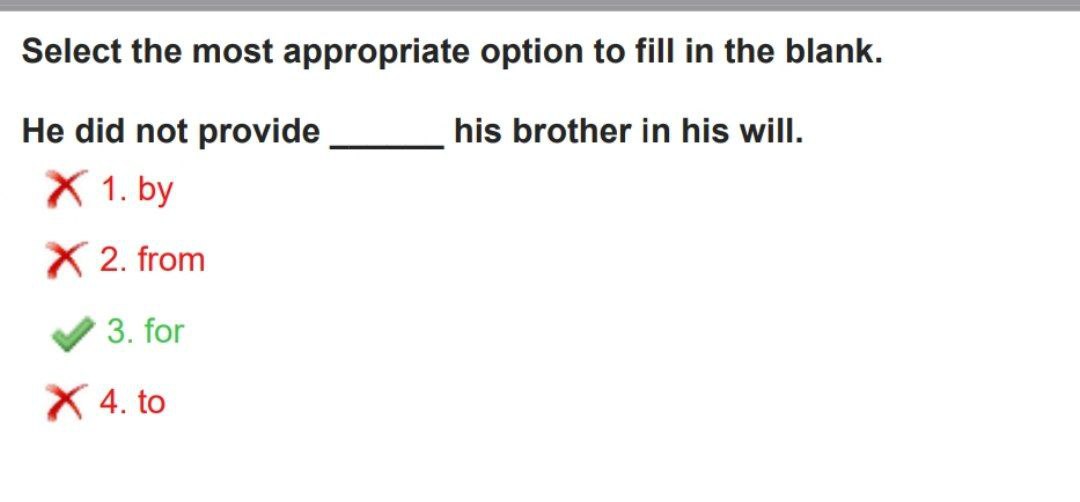 Select the most appropriate option to fill in the blank.
He did not provide ______ his brother in his will.
1. by
2. from
3. for
4. to